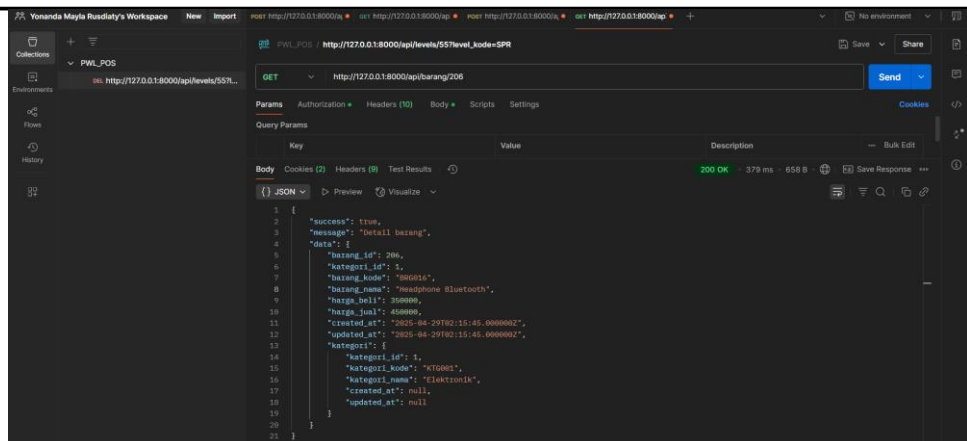 Yonanda Mayla Rusdiaty's Workspace New Import
POST http://127.0.0.1:8000/a GET http://127.0.0.1:8000/ap POST http://127.0.0.1:8000/a GET http://127.0.0.1:8000/ap + No environment
Collections
Environments
Flows
History
PWL_POS
DEL http://127.0.0.1:8000/api/levels/55?l...
PWL_POS / http://127.0.0.1:8000/api/levels/55?level_kode=SPR Save Share
GET http://127.0.0.1:8000/api/barang/206 Send
Params Authorization Headers (10) Body Scripts Settings Cookies
Query Params
Key Value Description Bulk Edit
Body Cookies (2) Headers (9) Test Results 200 OK 379 ms 658 B Save Response
{} JSON Preview Visualize
1 {
2 "success": true,
3 "message": "Detail barang",
4 "data": {
5 "barang_id": 206,
6 "kategori_id": 1,
7 "barang_kode": "BRG016",
8 "barang_nama": "Headphone Bluetooth",
9 "harga_beli": 350000,
10 "harga_jual": 450000,
11 "created_at": "2025-04-29T02:15:45.000000Z",
12 "updated_at": "2025-04-29T02:15:45.000000Z",
13 "kategori": {
14 "kategori_id": 1,
15 "kategori_kode": "KTG001",
16 "kategori_nama": "Elektronik",
17 "created_at": null,
18 "updated_at": null
19 }
20 }
21 }